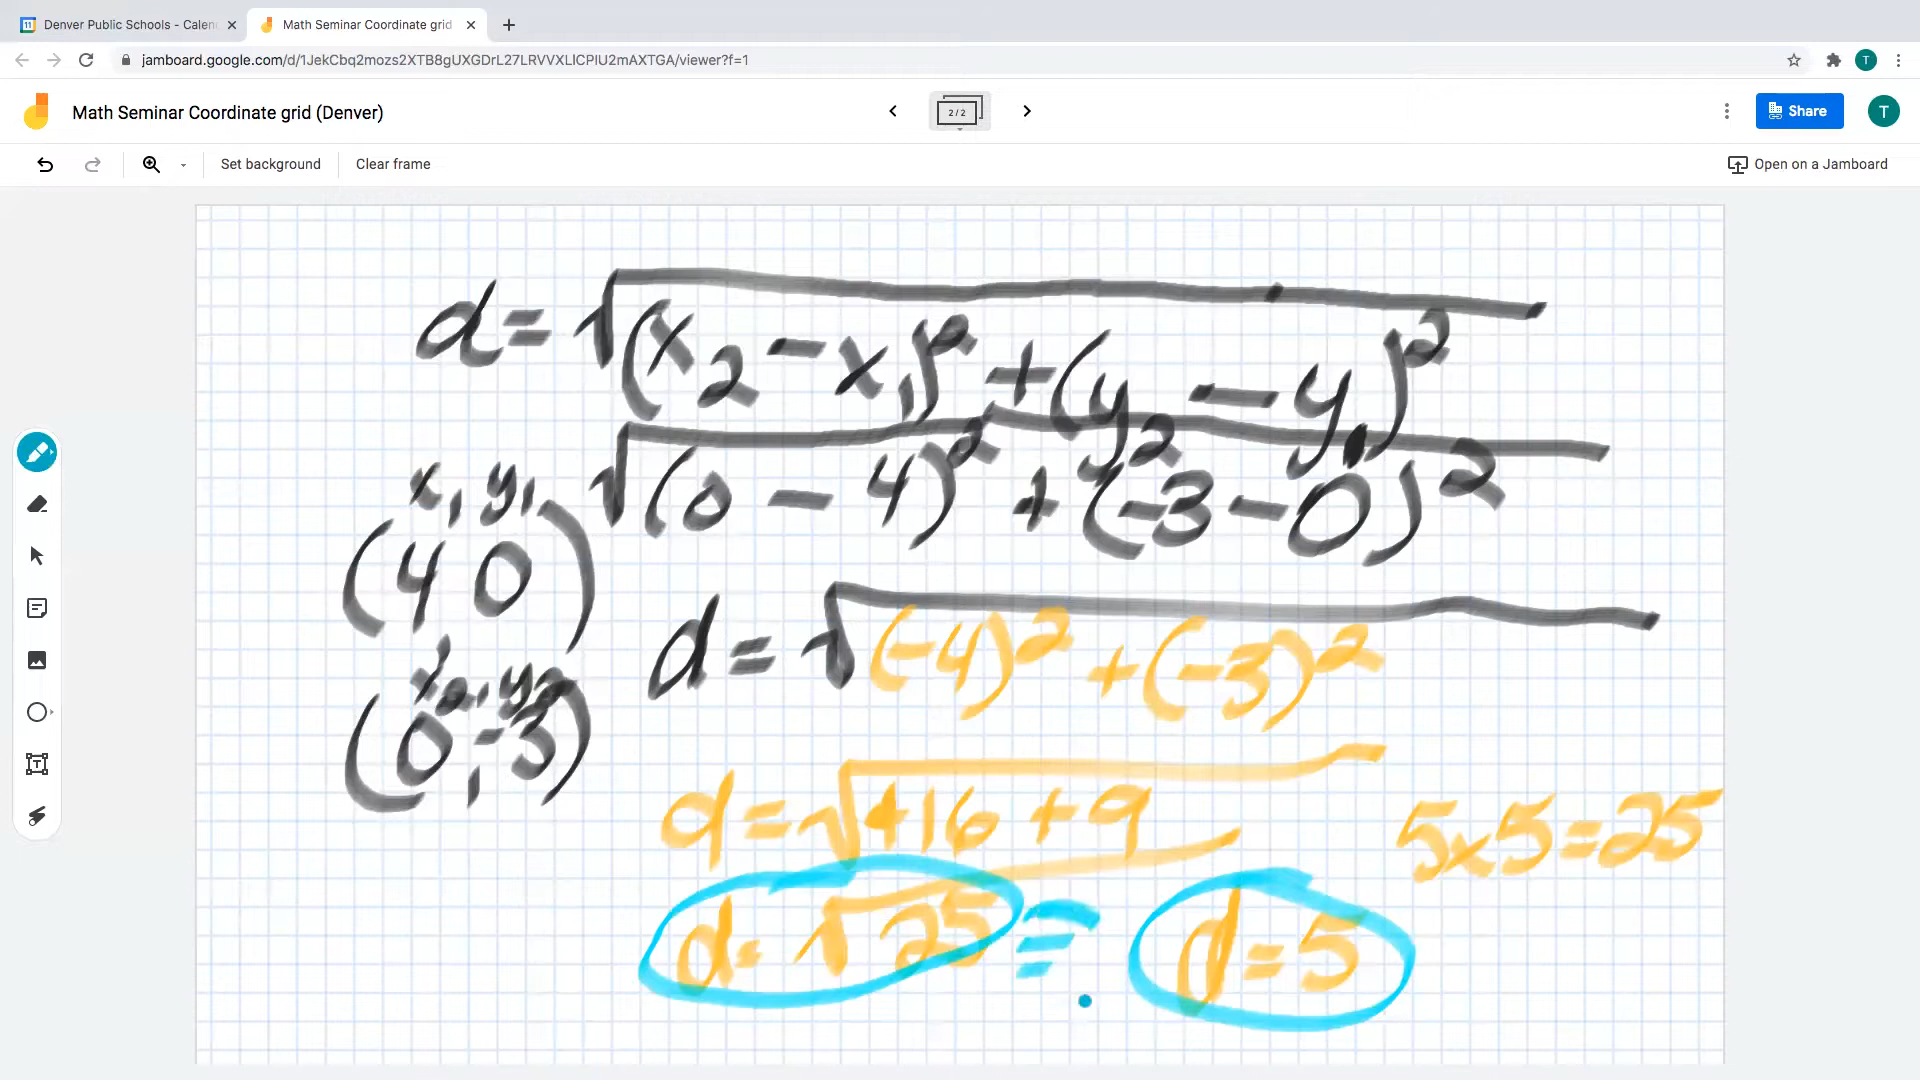 Denver Public Schools - Calen
Math Seminar Coordinate grid
jamboard.google.com/d/1JekCbq2mozs2XTB8gUXGDrL27LRVVXLlCPIU2mAXTGA/viewer?f=1
T
Math Seminar Coordinate grid (Denver)
2 / 2
Share
T
Set background
Clear frame
Open on a Jamboard
d = √(x₂ - x₁)² + (y₂ - y₁)²
√(0 - 4)² + (-3 - 0)²
x₁ y₁
(4 0)
d = √(-4)² + (-3)²
x₂, y₂
(0, -3)
d = √+16 + 9
5x5=25
d = √25 = d = 5